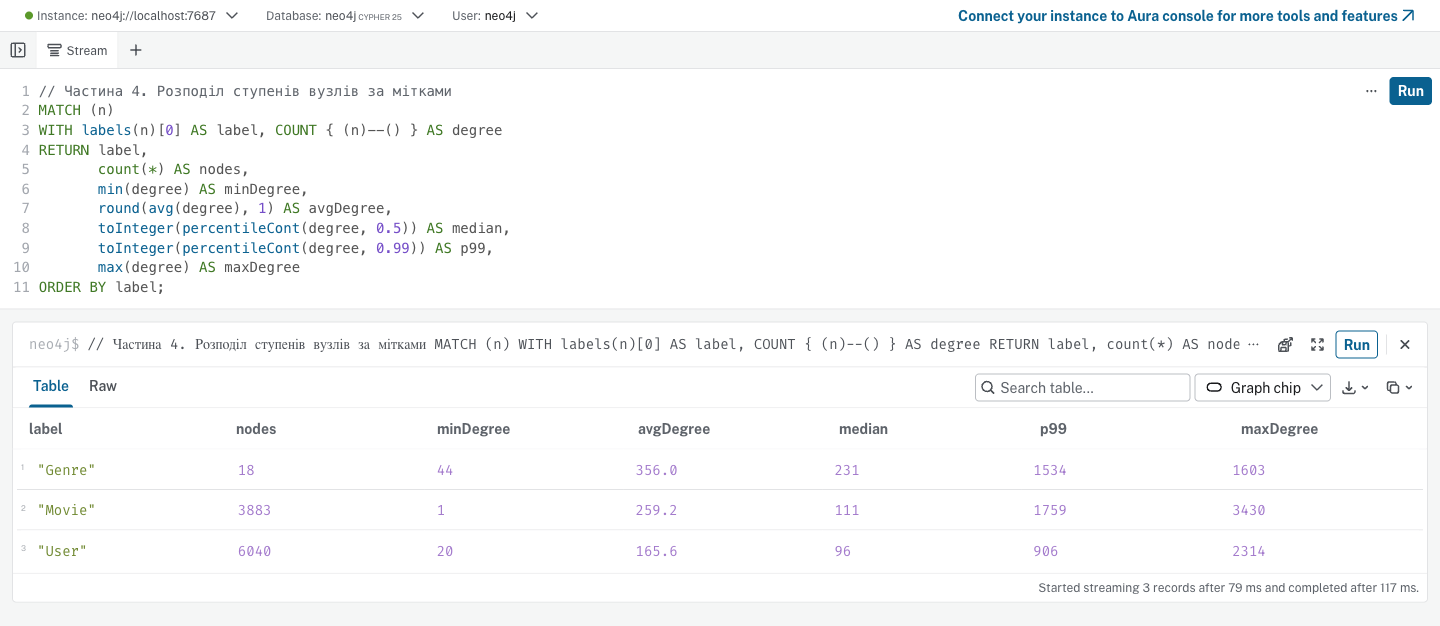 Instance: neo4j://localhost:7687 Database: neo4j CYPHER 25 User: neo4j Connect your instance to Aura console for more tools and features
Stream
1 // Частина 4. Розподіл ступенів вузлів за мітками
Run
2 MATCH (n)
3 WITH labels(n)[0] AS label, COUNT { (n)--() } AS degree
4 RETURN label,
5 count(*) AS nodes,
6 min(degree) AS minDegree,
7 round(avg(degree), 1) AS avgDegree,
8 toInteger(percentileCont(degree, 0.5)) AS median,
9 toInteger(percentileCont(degree, 0.99)) AS p99,
10 max(degree) AS maxDegree
11 ORDER BY label;
neo4j$ // Частина 4. Розподіл ступенів вузлів за мітками MATCH (n) WITH labels(n)[0] AS label, COUNT { (n)--() } AS degree RETURN label, count(*) AS node ... Run
Table Raw Search table... Graph chip
label nodes minDegree avgDegree median p99 maxDegree
1 "Genre" 18 44 356.0 231 1534 1603
2 "Movie" 3883 1 259.2 111 1759 3430
3 "User" 6040 20 165.6 96 906 2314
Started streaming 3 records after 79 ms and completed after 117 ms.